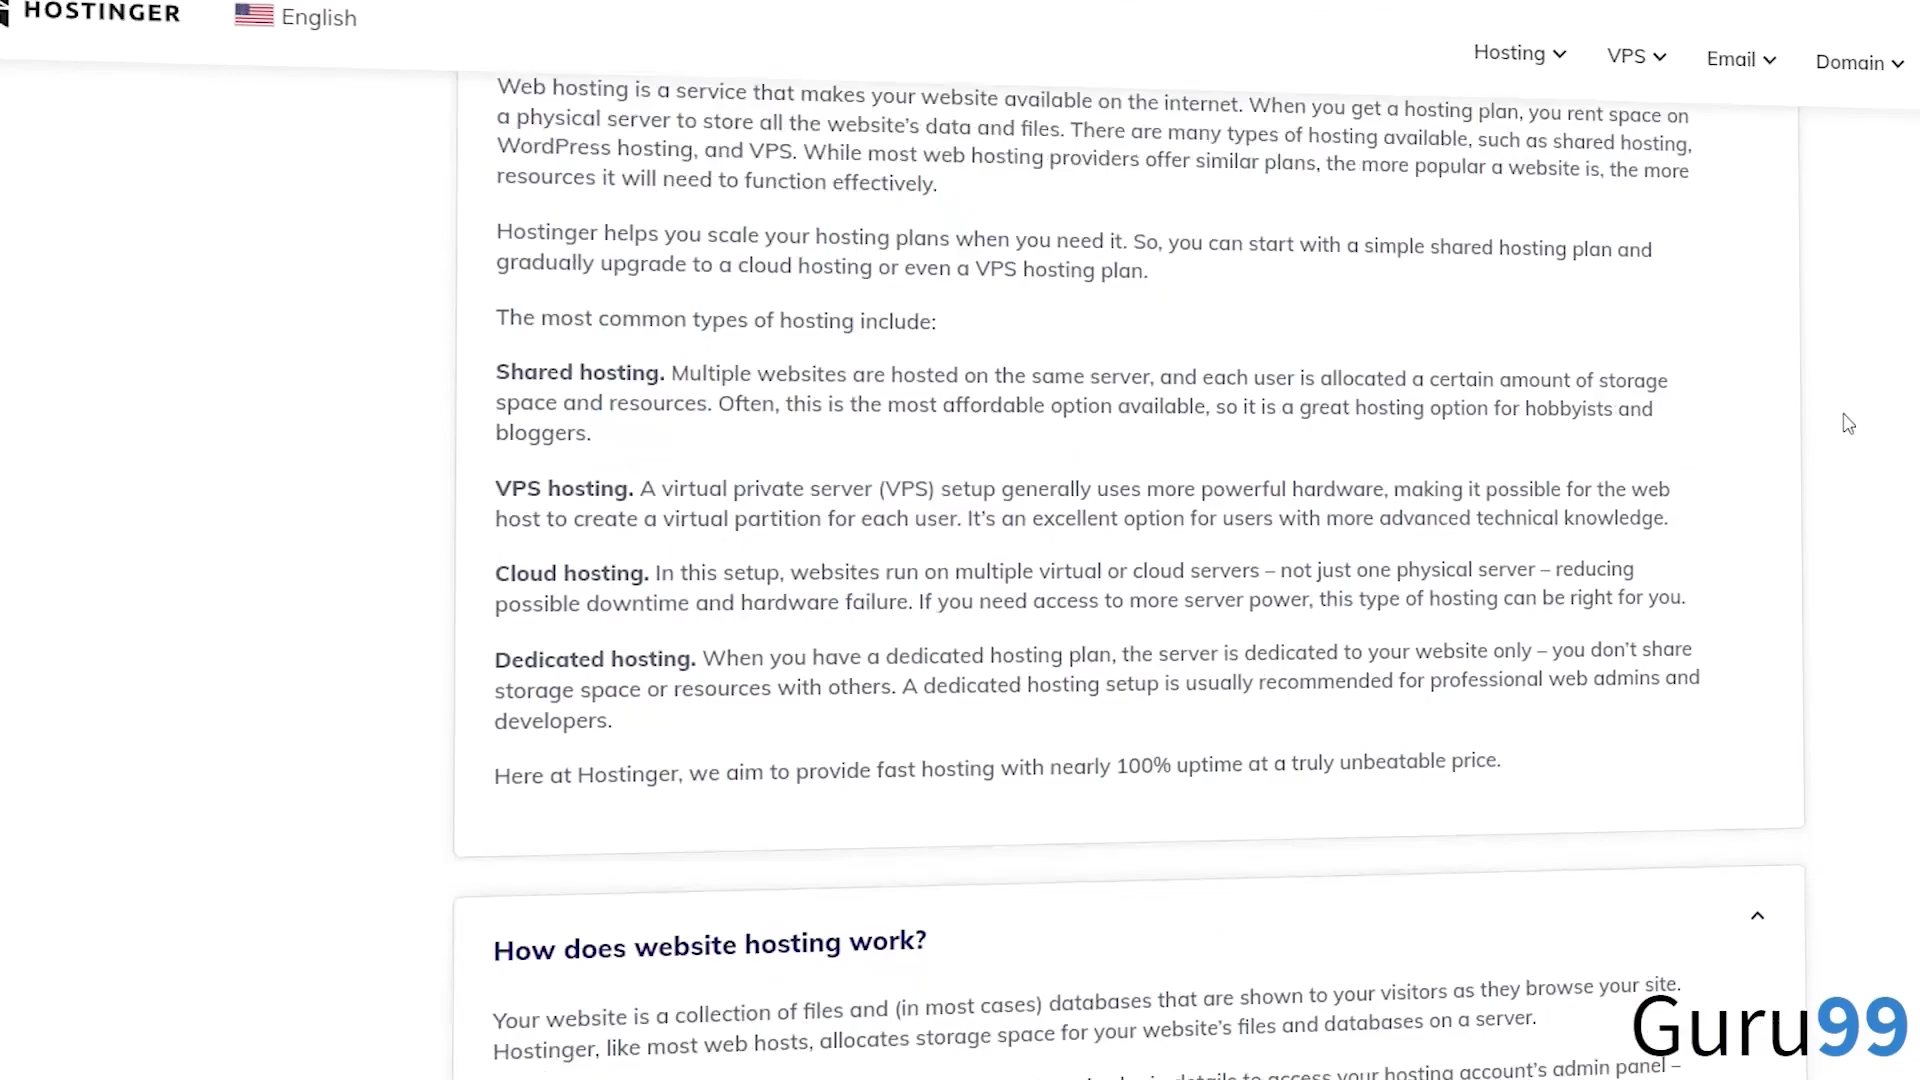 HOSTINGER
English
Hosting
VPS
Email
Domain
Web hosting is a service that makes your website available on the internet. When you get a hosting plan, you rent space on
a physical server to store all the website's data and files. There are many types of hosting available, such as shared hosting,
WordPress hosting, and VPS. While most web hosting providers offer similar plans, the more popular a website is, the more
resources it will need to function effectively.
Hostinger helps you scale your hosting plans when you need it. So, you can start with a simple shared hosting plan and
gradually upgrade to a cloud hosting or even a VPS hosting plan.
The most common types of hosting include:
Shared hosting. Multiple websites are hosted on the same server, and each user is allocated a certain amount of storage
space and resources. Often, this is the most affordable option available, so it is a great hosting option for hobbyists and
bloggers.
VPS hosting. A virtual private server (VPS) setup generally uses more powerful hardware, making it possible for the web
host to create a virtual partition for each user. It's an excellent option for users with more advanced technical knowledge.
Cloud hosting. In this setup, websites run on multiple virtual or cloud servers – not just one physical server – reducing
possible downtime and hardware failure. If you need access to more server power, this type of hosting can be right for you.
Dedicated hosting. When you have a dedicated hosting plan, the server is dedicated to your website only – you don't share
storage space or resources with others. A dedicated hosting setup is usually recommended for professional web admins and
developers.
Here at Hostinger, we aim to provide fast hosting with nearly 100% uptime at a truly unbeatable price.
How does website hosting work?
Your website is a collection of files and (in most cases) databases that are shown to your visitors as they browse your site.
Hostinger, like most web hosts, allocates storage space for your website's files and databases on a server.
details to access your hosting account's admin panel –
Guru99